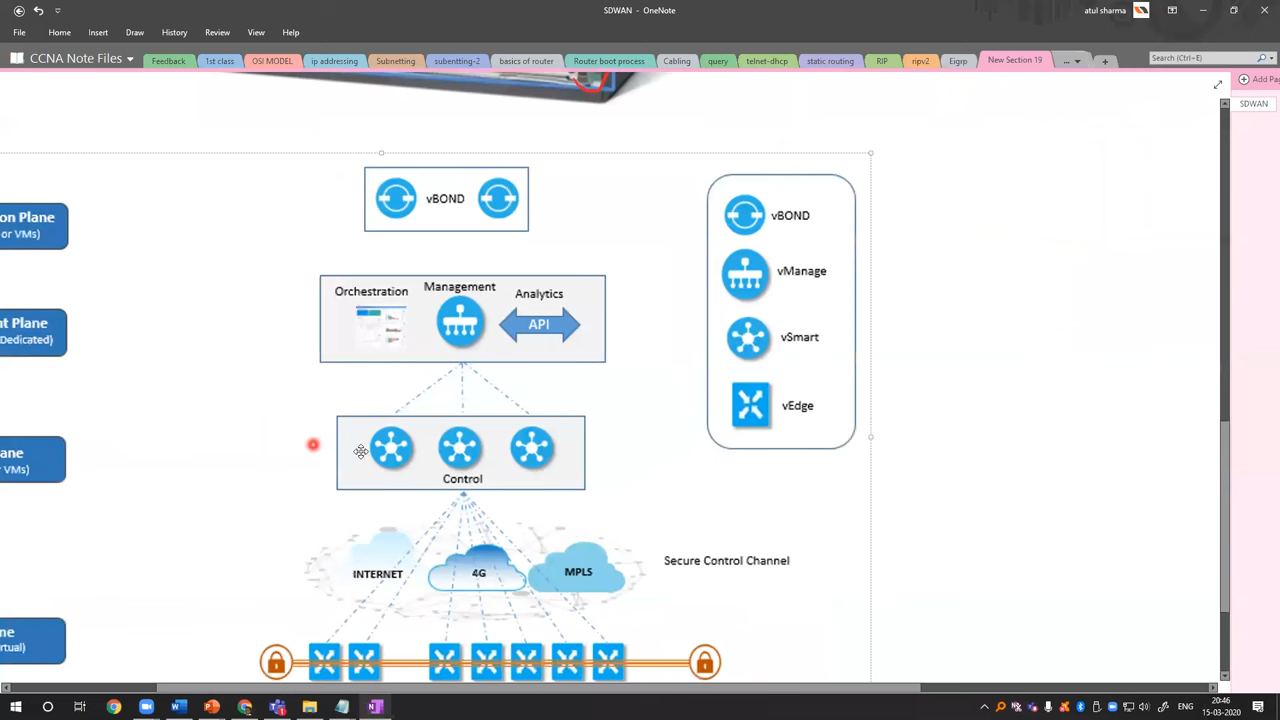 SDWAN - OneNote
atul sharma
File Home Insert Draw History Review View Help
CCNA Note Files
Feedback 1st class OSI MODEL ip addressing Subnetting subentting-2 basics of router Router boot process Cabling query telnet-dhcp static routing RIP ripv2 Eigrp New Section 19 ... +
Search (Ctrl+E)
Add Pag
SDWAN
on Plane
or VMs)
vBOND
vBOND
vManage
Orchestration Management Analytics
API
t Plane
Dedicated)
vSmart
vEdge
ane
r VMs)
Control
INTERNET 4G MPLS
Secure Control Channel
ne
rtual)
ENG
20:46
15-03-2020